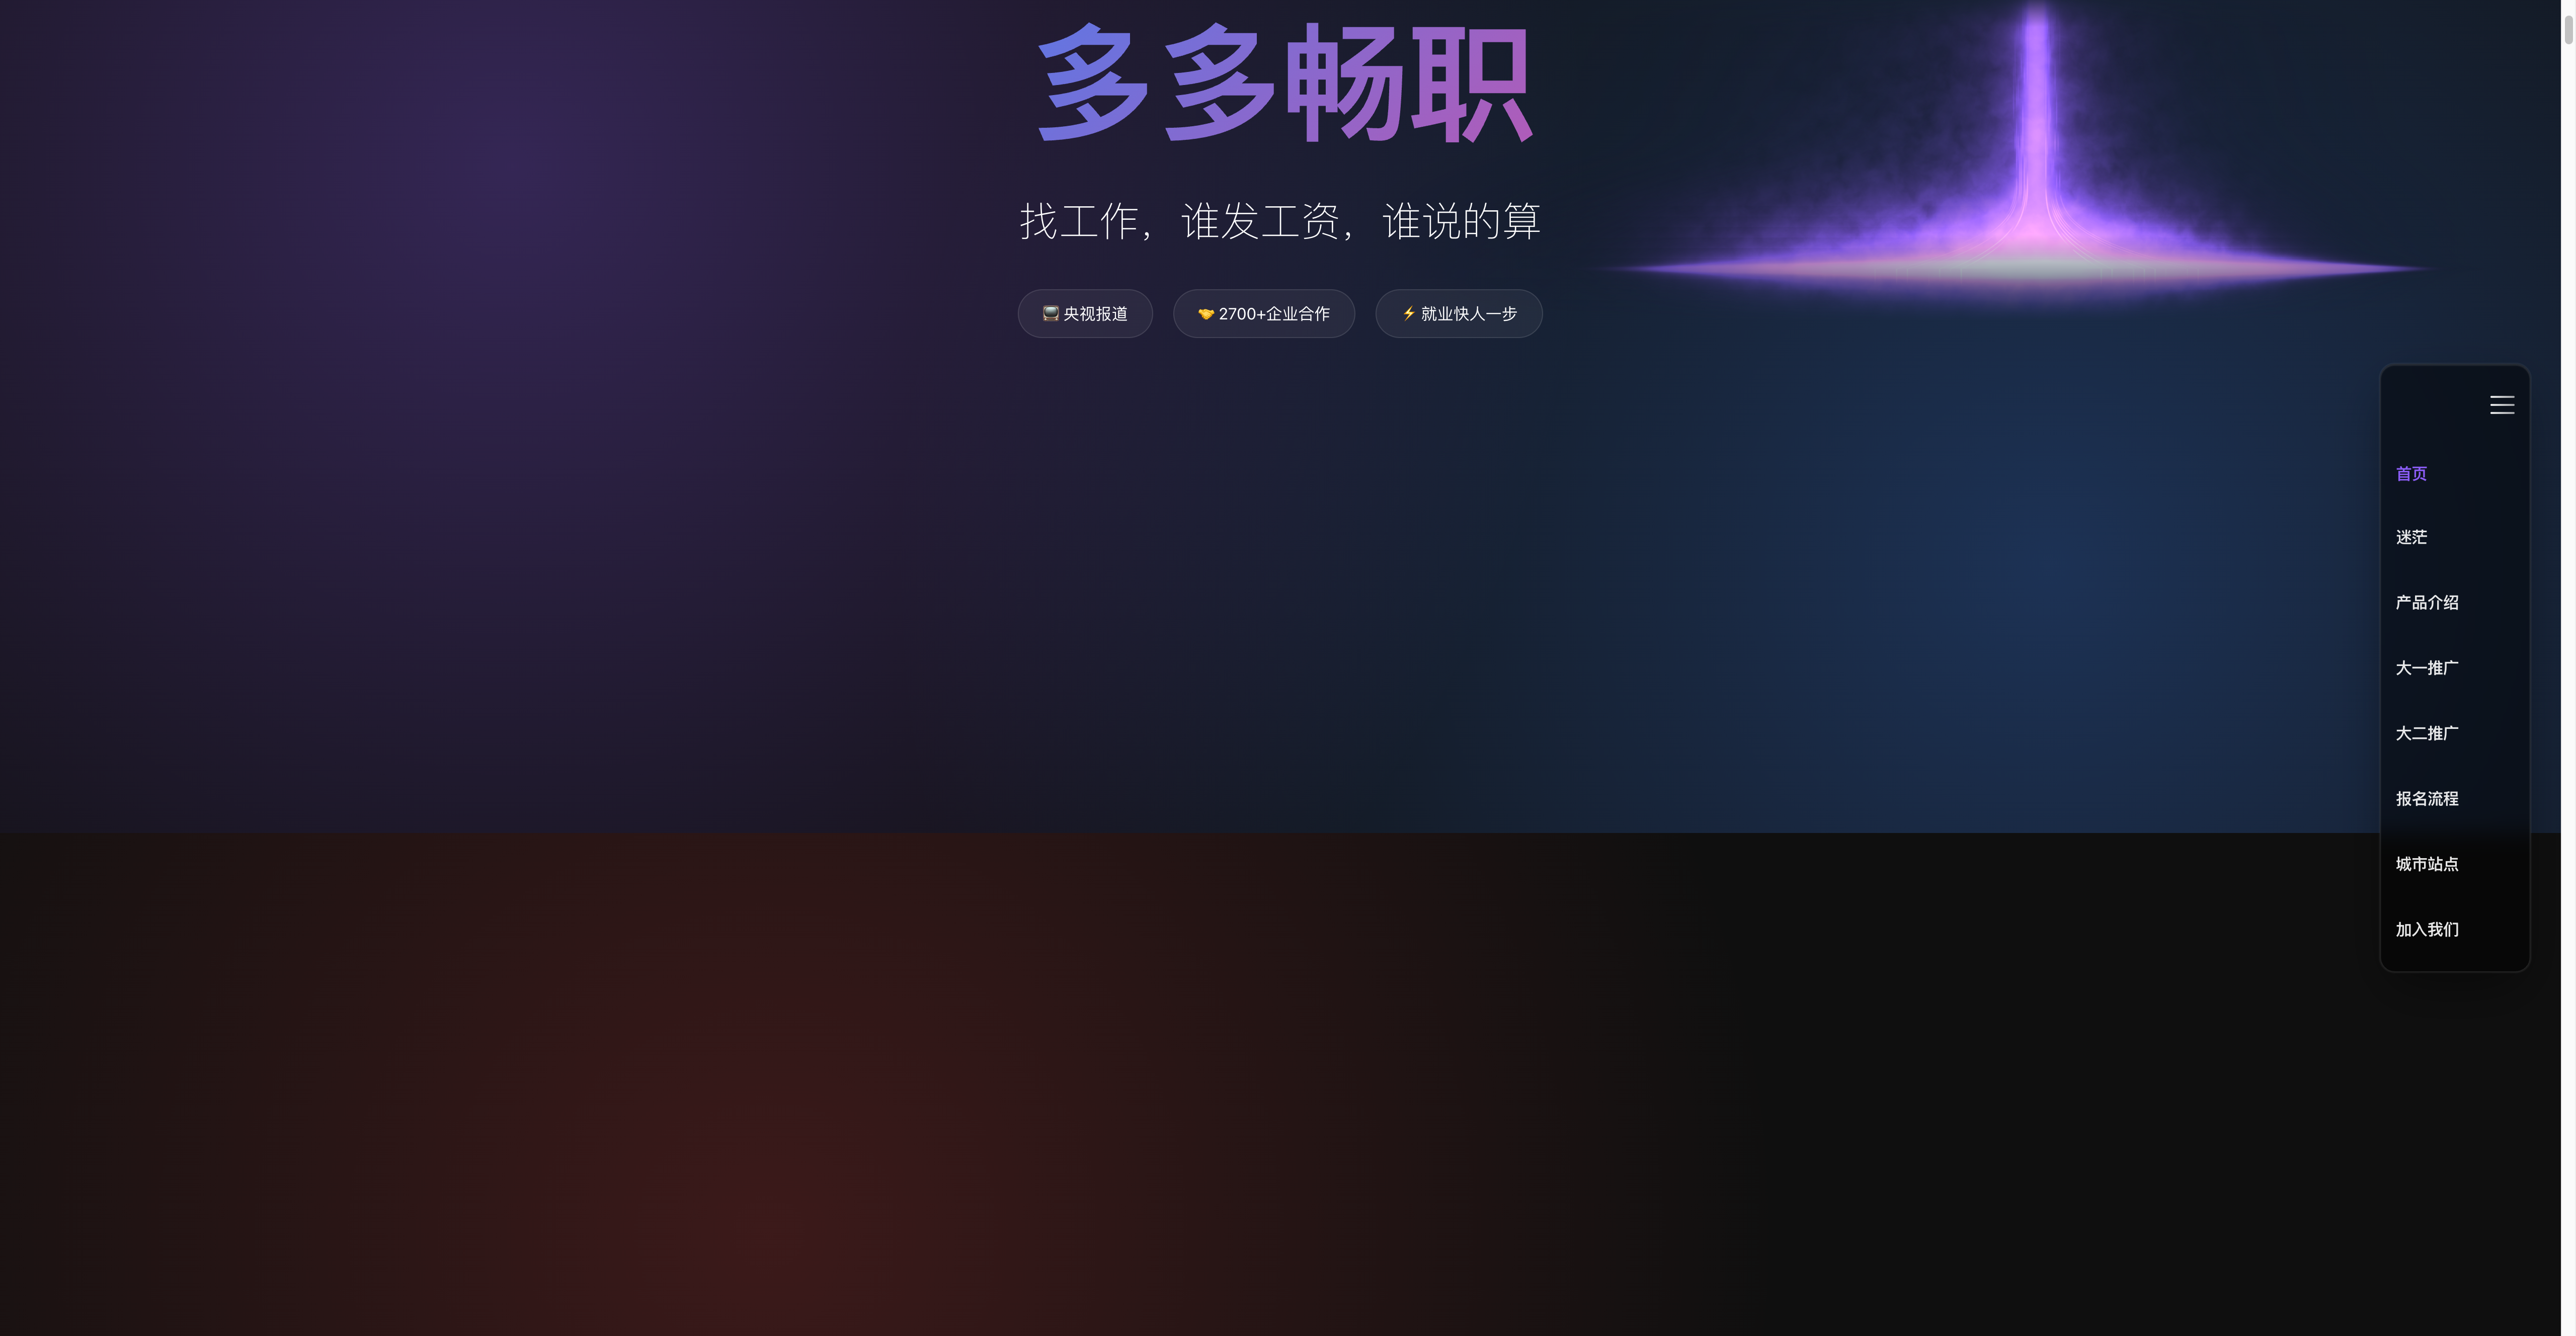 多多畅职
找工作，谁发工资，谁说的算
📺 央视报道
🤝 2700+企业合作
⚡ 就业快人一步
首页
迷茫
产品介绍
大一推广
大二推广
报名流程
城市站点
加入我们